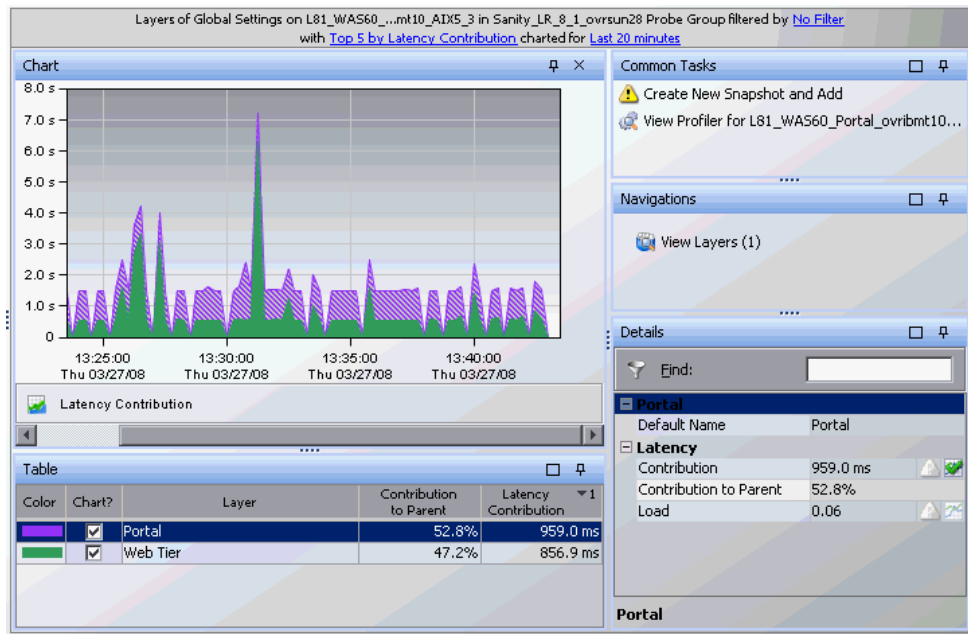 Layers of Global Settings on L81_WAS60_...mt10_AIX5_3 in Sanity_LR_8_1_ovrsun28 Probe Group filtered by No Filter
with Top 5 by Latency Contribution charted for Last 20 minutes
Chart
8.0 s
7.0 s
6.0 s
5.0 s
4.0 s
3.0 s
2.0 s
1.0 s
0
13:25:00 13:30:00 13:35:00 13:40:00
Thu 03/27/08 Thu 03/27/08 Thu 03/27/08 Thu 03/27/08
Latency Contribution
Table
Color Chart? Layer Contribution to Parent Latency Contribution 1
Portal 52.8% 959.0 ms
Web Tier 47.2% 856.9 ms
Common Tasks
Create New Snapshot and Add
View Profiler for L81_WAS60_Portal_ovribmt10...
Navigations
View Layers (1)
Details
Find:
Portal
Default Name Portal
Latency
Contribution 959.0 ms
Contribution to Parent 52.8%
Load 0.06
Portal